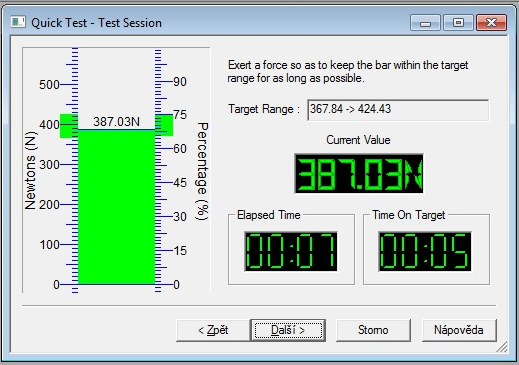 Quick Test - Test Session
Exert a force so as to keep the bar within the target
range for as long as possible.
Target Range : 367.84 -> 424.43
Current Value
387.03N
Elapsed Time
00:07
Time On Target
00:05
387.03N
Newtons (N)
500
400
300
200
100
0
Percentage (%)
90
75
60
45
30
15
0
< Zpět
Další >
Storno
Nápověda